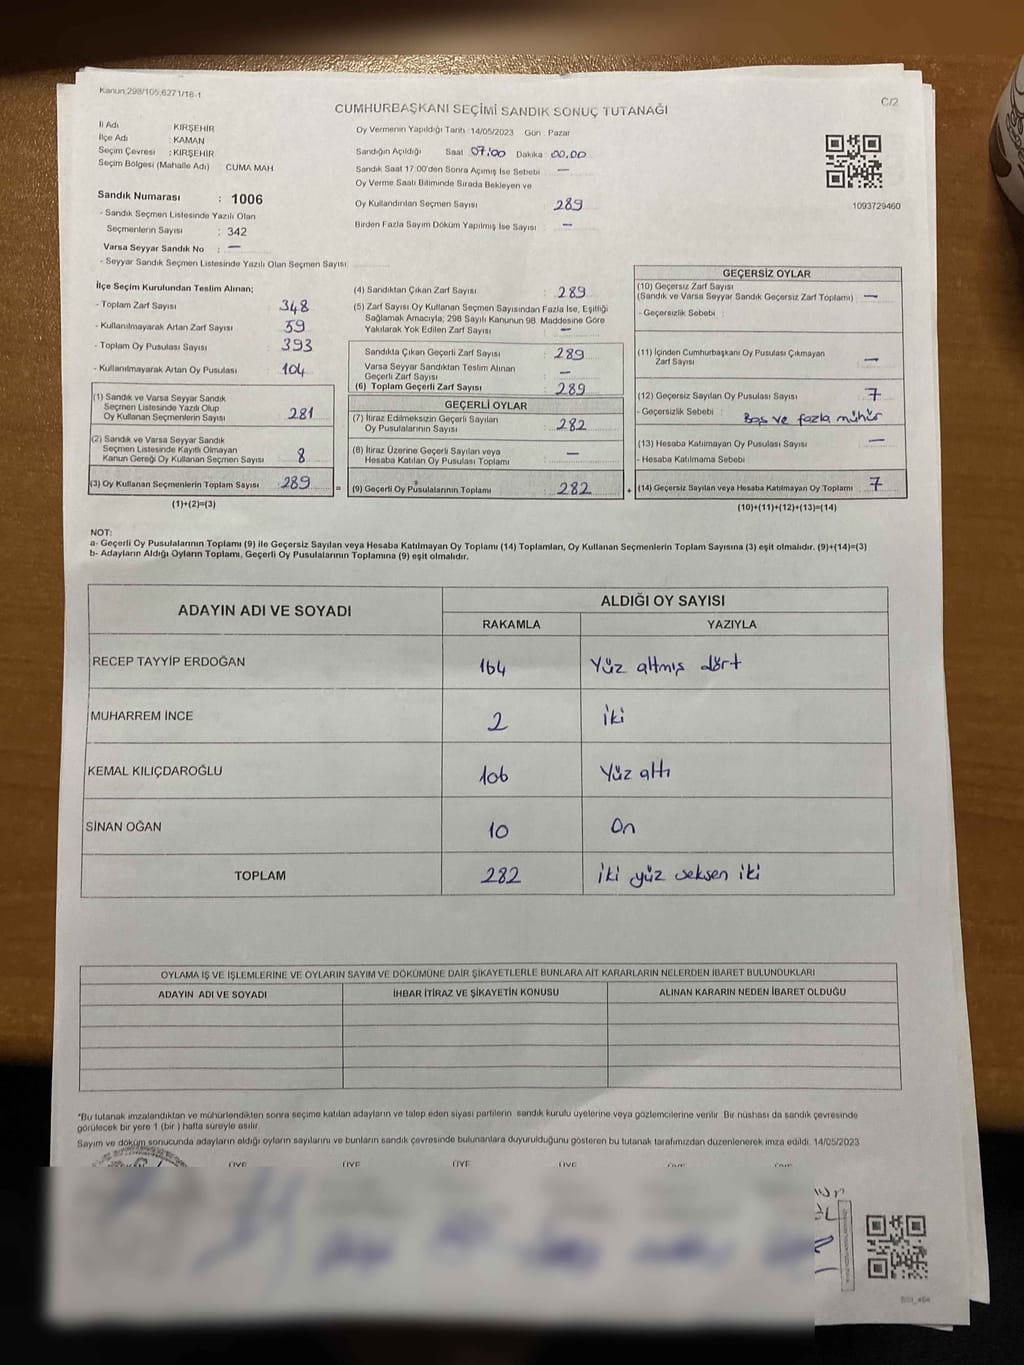 Kanun;298/105,6271/18-1
CUMHURBAŞKANI SEÇİMİ SANDIK SONUÇ TUTANAĞI
C/2
İl Adı : KIRŞEHİR
İlçe Adı : KAMAN
Seçim Çevresi : KIRŞEHİR
Seçim Bölgesi (Mahalle Adı) : CUMA MAH
Sandık Numarası : 1006
- Sandık Seçmen Listesinde Yazılı Olan
Seçmenlerin Sayısı : 342
Varsa Seyyar Sandık No : —
- Seyyar Sandık Seçmen Listesinde Yazılı Olan Seçmen Sayısı:
Oy Vermenin Yapıldığı Tarih : 14/05/2023 Gün : Pazar
Sandığın Açıldığı Saat : 07:00 Dakika : 00.00
Sandık Saat 17:00'den Sonra Açımış İse Sebebi : —
Oy Verme Saati Bitiminde Sırada Bekleyen ve
Oy Kullandırılan Seçmen Sayısı : 289
Birden Fazla Sayım Döküm Yapılmış İse Sayısı : —
1093729460
İlçe Seçim Kurulundan Teslim Alınan;
- Toplam Zarf Sayısı : 348
- Kullanılmayarak Artan Zarf Sayısı : 59
- Toplam Oy Pusulası Sayısı : 393
- Kullanılmayarak Artan Oy Pusulası : 104
(1) Sandık ve Varsa Seyyar Sandık
Seçmen Listesinde Yazılı Olup
Oy Kullanan Seçmenlerin Sayısı : 281
(2) Sandık ve Varsa Seyyar Sandık
Seçmen Listesinde Kayıtlı Olmayan
Kanun Gereği Oy Kullanan Seçmen Sayısı : 8
(3) Oy Kullanan Seçmenlerin Toplam Sayısı : 289
(1)+(2)=(3)
(4) Sandıktan Çıkan Zarf Sayısı : 289
(5) Zarf Sayısı Oy Kullanan Seçmen Sayısından Fazla İse, Eşitliği
Sağlamak Amacıyla, 298 Sayılı Kanunun 98. Maddesine Göre
Yakılarak Yok Edilen Zarf Sayısı : —
Sandıkta Çıkan Geçerli Zarf Sayısı : 289
Varsa Seyyar Sandıktan Teslim Alınan
Geçerli Zarf Sayısı : —
(6) Toplam Geçerli Zarf Sayısı : 289
GEÇERLİ OYLAR
(7) İtiraz Edilmeksizin Geçerli Sayılan
Oy Pusulalarının Sayısı : 282
(8) İtiraz Üzerine Geçerli Sayılan veya
Hesaba Katılan Oy Pusulası Toplamı : —
= (9) Geçerli Oy Pusulalarının Toplamı : 282
GEÇERSİZ OYLAR
(10) Geçersiz Zarf Sayısı
(Sandık ve Varsa Seyyar Sandık Geçersiz Zarf Toplamı) : —
- Geçersizlik Sebebi :
(11) İçinden Cumhurbaşkanı Oy Pusulası Çıkmayan
Zarf Sayısı : —
(12) Geçersiz Sayılan Oy Pusulası Sayısı : 7
- Geçersizlik Sebebi : Boş ve fazla mühür
(13) Hesaba Katılmayan Oy Pusulası Sayısı : —
- Hesaba Katılmama Sebebi :
+ (14) Geçersiz Sayılan veya Hesaba Katılmayan Oy Toplamı : 7
(10)+(11)+(12)+(13)=(14)
NOT:
a- Geçerli Oy Pusulalarının Toplamı (9) ile Geçersiz Sayılan veya Hesaba Katılmayan Oy Toplamı (14) Toplamları, Oy Kullanan Seçmenlerin Toplam Sayısına (3) eşit olmalıdır. (9)+(14)=(3)
b- Adayların Aldığı Oyların Toplamı, Geçerli Oy Pusulalarının Toplamına (9) eşit olmalıdır.
ADAYIN ADI VE SOYADI
ALDIĞI OY SAYISI
RAKAMLA YAZIYLA
RECEP TAYYİP ERDOĞAN 164 Yüz altmış dört
MUHARREM İNCE 2 iki
KEMAL KILIÇDAROĞLU 106 Yüz altı
SİNAN OĞAN 10 On
TOPLAM 282 iki yüz seksen iki
OYLAMA İŞ VE İŞLEMLERİNE VE OYLARIN SAYIM VE DÖKÜMÜNE DAİR ŞİKAYETLERLE BUNLARA AİT KARARLARIN NELERDEN İBARET BULUNDUKLARI
ADAYIN ADI VE SOYADI İHBAR İTİRAZ VE ŞİKAYETİN KONUSU ALINAN KARARIN NEDEN İBARET OLDUĞU
"Bu tutanak imzalandıktan ve mühürlendikten sonra seçime katılan adayların ve talep eden siyasi partilerin sandık kurulu üyelerine veya gözlemcilerine verilir. Bir nüshası da sandık çevresinde
görülecek bir yere 1 (bir ) hafta süreyle asılır.
Sayım ve döküm sonucunda adayların aldığı oyların sayılarını ve bunların sandık çevresinde bulunanlara duyurulduğunu gösteren bu tutanak tarafımızdan düzenlenerek imza edildi. 14/05/2023
ÜYE ÜYE ÜYE ÜYE